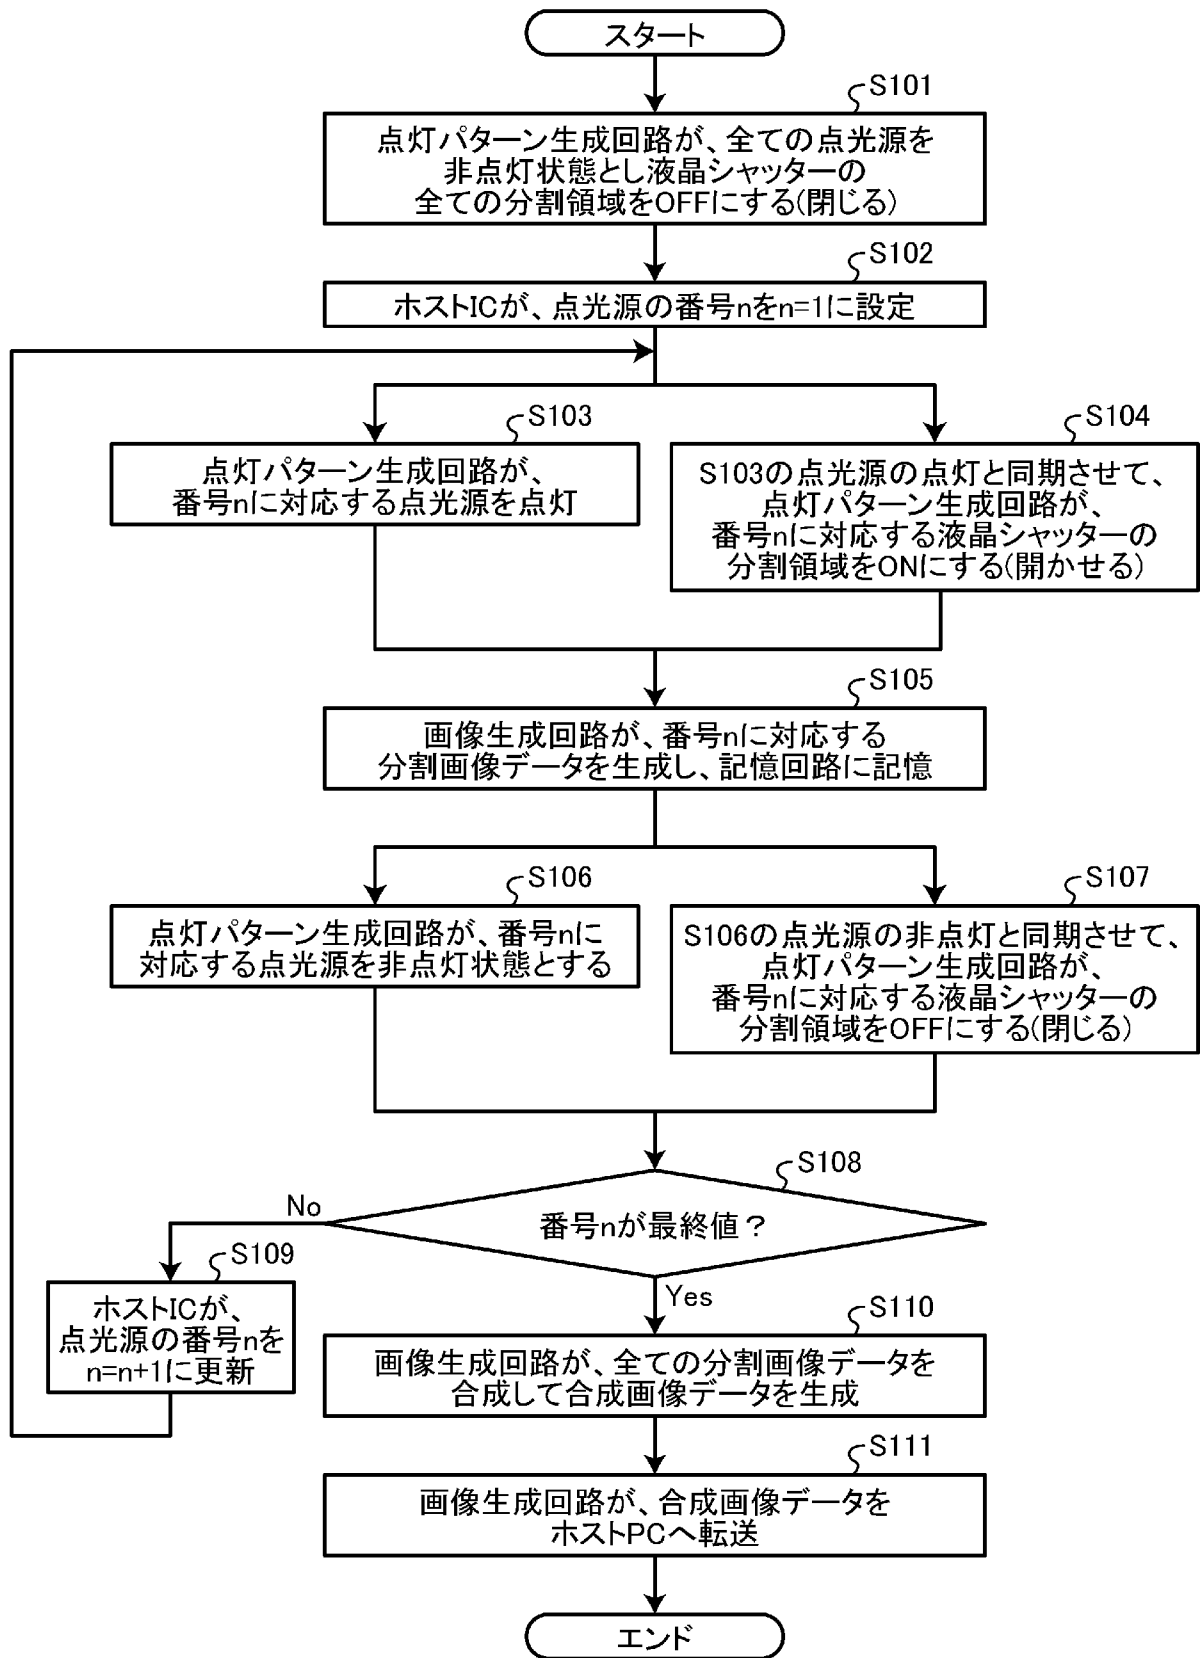 スタート
S101
点灯パターン生成回路が、全ての点光源を
非点灯状態とし液晶シャッターの
全ての分割領域をOFFにする(閉じる)
S102
ホストICが、点光源の番号nをn=1に設定
S103
点灯パターン生成回路が、
番号nに対応する点光源を点灯
S104
S103の点光源の点灯と同期させて、
点灯パターン生成回路が、
番号nに対応する液晶シャッターの
分割領域をONにする(開かせる)
S105
画像生成回路が、番号nに対応する
分割画像データを生成し、記憶回路に記憶
S106
点灯パターン生成回路が、番号nに
対応する点光源を非点灯状態とする
S107
S106の点光源の非点灯と同期させて、
点灯パターン生成回路が、
番号nに対応する液晶シャッターの
分割領域をOFFにする(閉じる)
S108
番号nが最終値？
No
S109
ホストICが、
点光源の番号nを
n=n+1に更新
Yes
S110
画像生成回路が、全ての分割画像データを
合成して合成画像データを生成
S111
画像生成回路が、合成画像データを
ホストPCへ転送
エンド